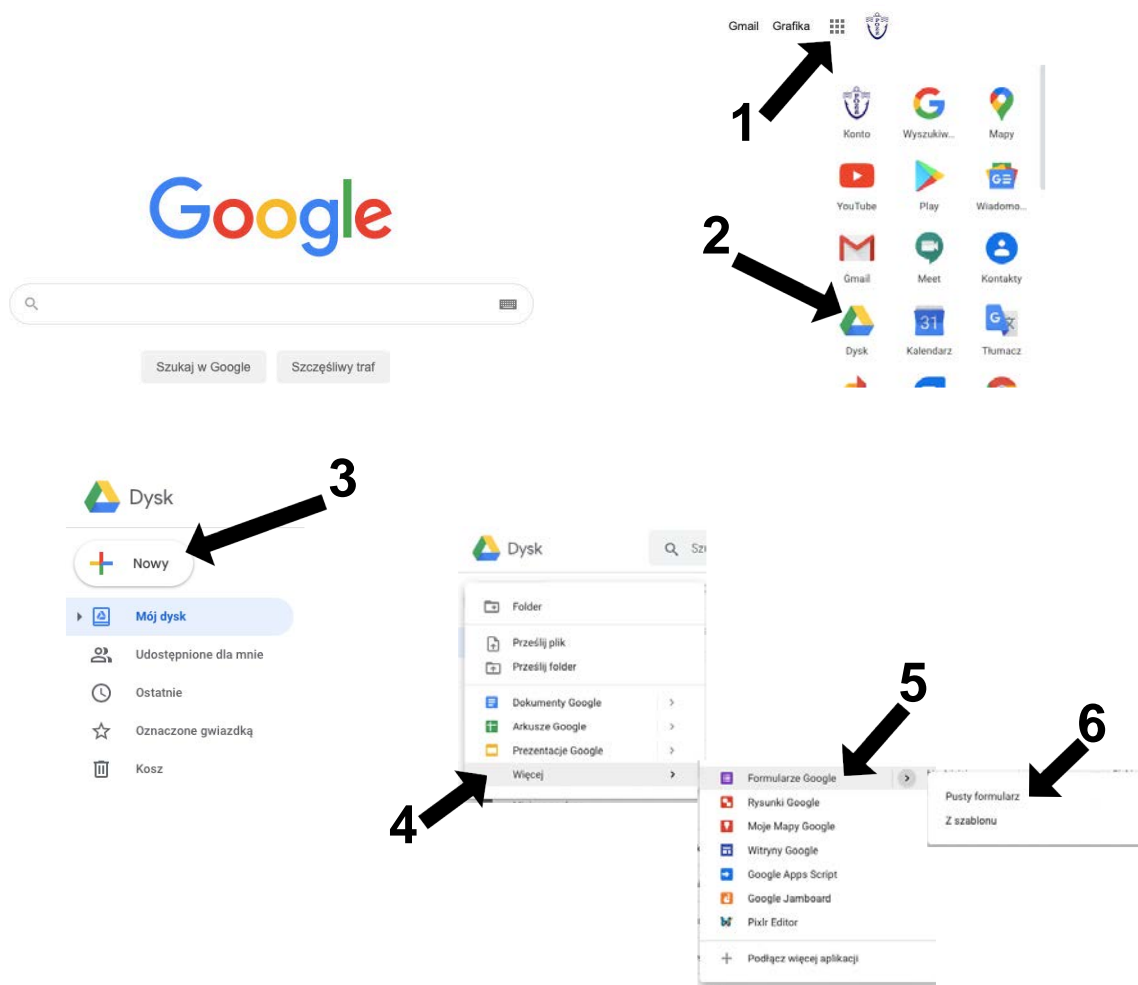 Gmail Grafika
1
Konto Wyszukiw... Mapy
YouTube Play Wiadomo...
GE
Google
2
Gmail Meet Kontakty
31
G
Dysk Kalendarz Tłumacz
Szukaj w Google Szczęśliwy traf
3
Dysk
Nowy
Mój dysk
Udostępnione dla mnie
Ostatnie
Oznaczone gwiazdką
Kosz
Dysk
Szu
Folder
Prześlij plik
Prześlij folder
Dokumenty Google
Arkusze Google
Prezentacje Google
Więcej
4
5
Formularze Google
Rysunki Google
Moje Mapy Google
Witryny Google
Google Apps Script
Google Jamboard
Pixlr Editor
Podłącz więcej aplikacji
6
Pusty formularz
Z szablonu